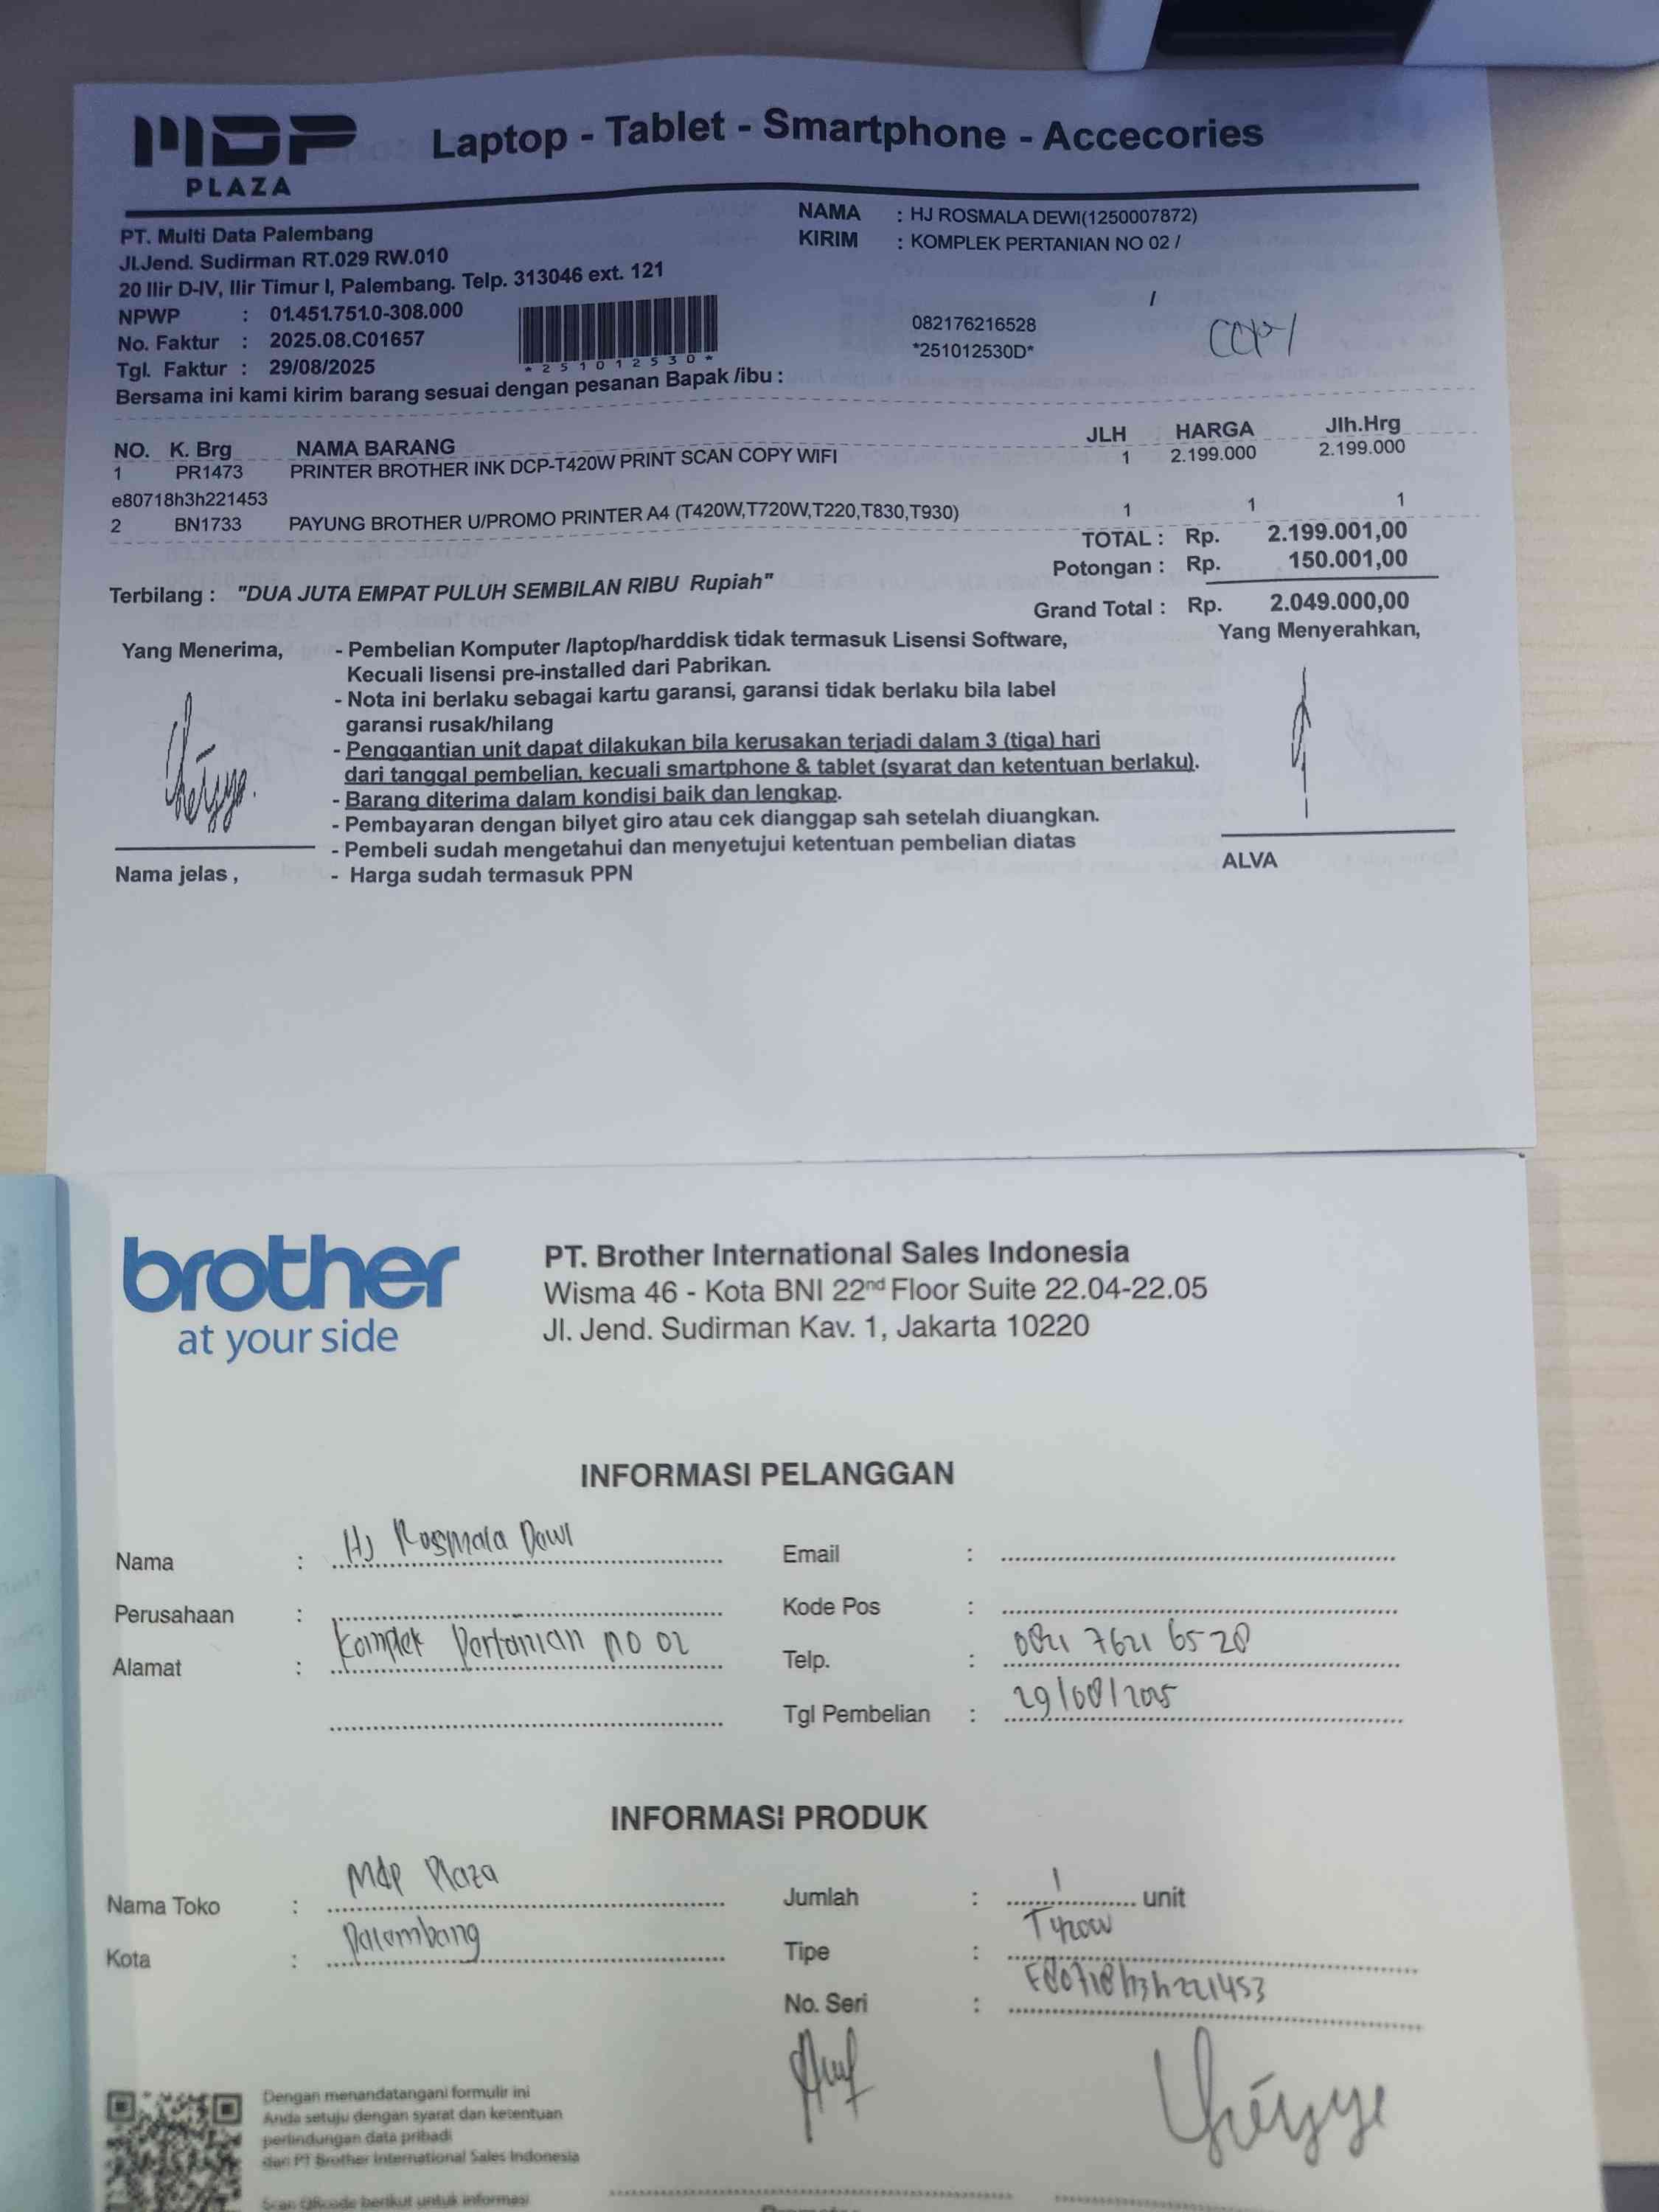 MDP PLAZA
Laptop - Tablet - Smartphone - Accecories
PT. Multi Data Palembang
Jl.Jend. Sudirman RT.029 RW.010
20 Ilir D-IV, Ilir Timur I, Palembang. Telp. 313046 ext. 121
NPWP : 01.451.751.0-308.000
No. Faktur : 2025.08.C01657
Tgl. Faktur : 29/08/2025
*251012530*
NAMA : HJ ROSMALA DEWI(1250007872)
KIRIM : KOMPLEK PERTANIAN NO 02 /
/
082176216528
*251012530D*
COPY
Bersama ini kami kirim barang sesuai dengan pesanan Bapak /ibu :
NO. K. Brg NAMA BARANG JLH HARGA Jlh.Hrg
1 PR1473 PRINTER BROTHER INK DCP-T420W PRINT SCAN COPY WIFI 1 2.199.000 2.199.000
e80718h3h221453
2 BN1733 PAYUNG BROTHER U/PROMO PRINTER A4 (T420W,T720W,T220,T830,T930) 1 1 1
TOTAL : Rp. 2.199.001,00
Potongan : Rp. 150.001,00
Terbilang : "DUA JUTA EMPAT PULUH SEMBILAN RIBU Rupiah"
Grand Total : Rp. 2.049.000,00
Yang Menerima,
- Pembelian Komputer /laptop/harddisk tidak termasuk Lisensi Software,
Kecuali lisensi pre-installed dari Pabrikan.
- Nota ini berlaku sebagai kartu garansi, garansi tidak berlaku bila label
garansi rusak/hilang
- Penggantian unit dapat dilakukan bila kerusakan terjadi dalam 3 (tiga) hari
dari tanggal pembelian, kecuali smartphone & tablet (syarat dan ketentuan berlaku).
- Barang diterima dalam kondisi baik dan lengkap.
- Pembayaran dengan bilyet giro atau cek dianggap sah setelah diuangkan.
- Pembeli sudah mengetahui dan menyetujui ketentuan pembelian diatas
- Harga sudah termasuk PPN
Nama jelas ,
Yang Menyerahkan,
ALVA
brother
at your side
PT. Brother International Sales Indonesia
Wisma 46 - Kota BNI 22nd Floor Suite 22.04-22.05
Jl. Jend. Sudirman Kav. 1, Jakarta 10220
INFORMASI PELANGGAN
Nama : Hj Rosmala Dewi
Perusahaan :
Alamat : Komplek Pertanian no 02
Email :
Kode Pos :
Telp. : 0821 7621 6528
Tgl Pembelian : 29/08/2025
INFORMASI PRODUK
Nama Toko : Mdp Plaza
Kota : Palembang
Jumlah : 1 unit
Tipe : T420W
No. Seri : E80718h3h221453
Dengan menandatangani formulir ini
Anda setuju dengan syarat dan ketentuan
perlindungan data pribadi
dari PT Brother International Sales Indonesia
Scan QRcode berikut untuk informasi